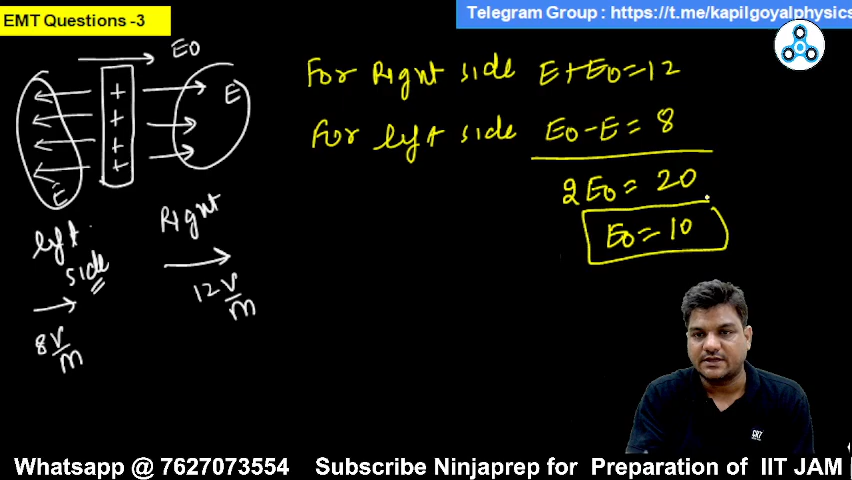 EMT Questions -3
Telegram Group : https://t.me/kapilgoyalphysics
E0
+
+
+
+
E
E
left
side
8 V/m
Right
12 V/m
For Right side E+E0=12
For left side E0-E=8
2E0=20
E0=10
Whatsapp @ 7627073554 Subscribe Ninjaprep for Preparation of IIT JAM